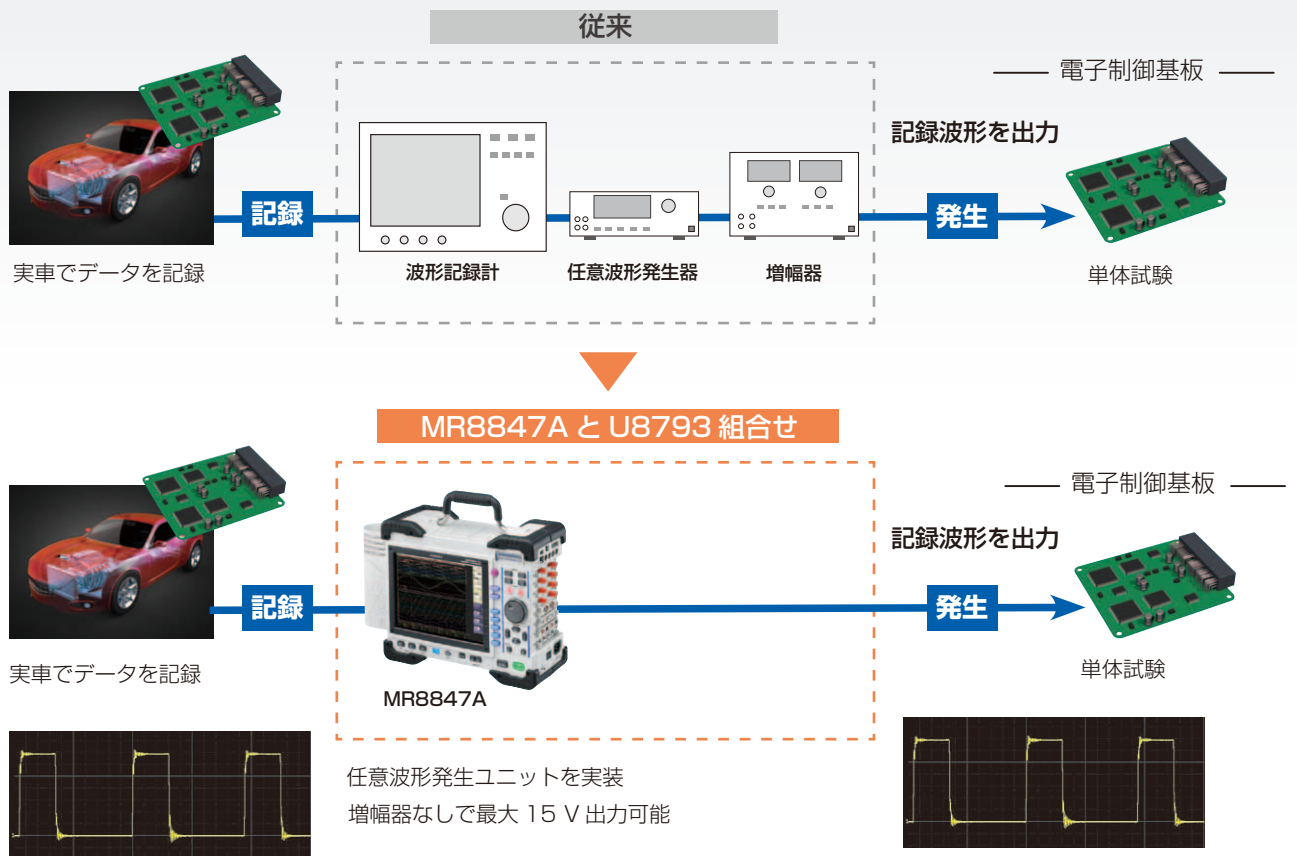 従来
電子制御基板
記録波形を出力
記録
発生
実車でデータを記録
波形記録計
任意波形発生器
増幅器
単体試験
MR8847A と U8793 組合せ
電子制御基板
記録波形を出力
記録
発生
実車でデータを記録
MR8847A
単体試験
任意波形発生ユニットを実装
増幅器なしで最大 15 V 出力可能